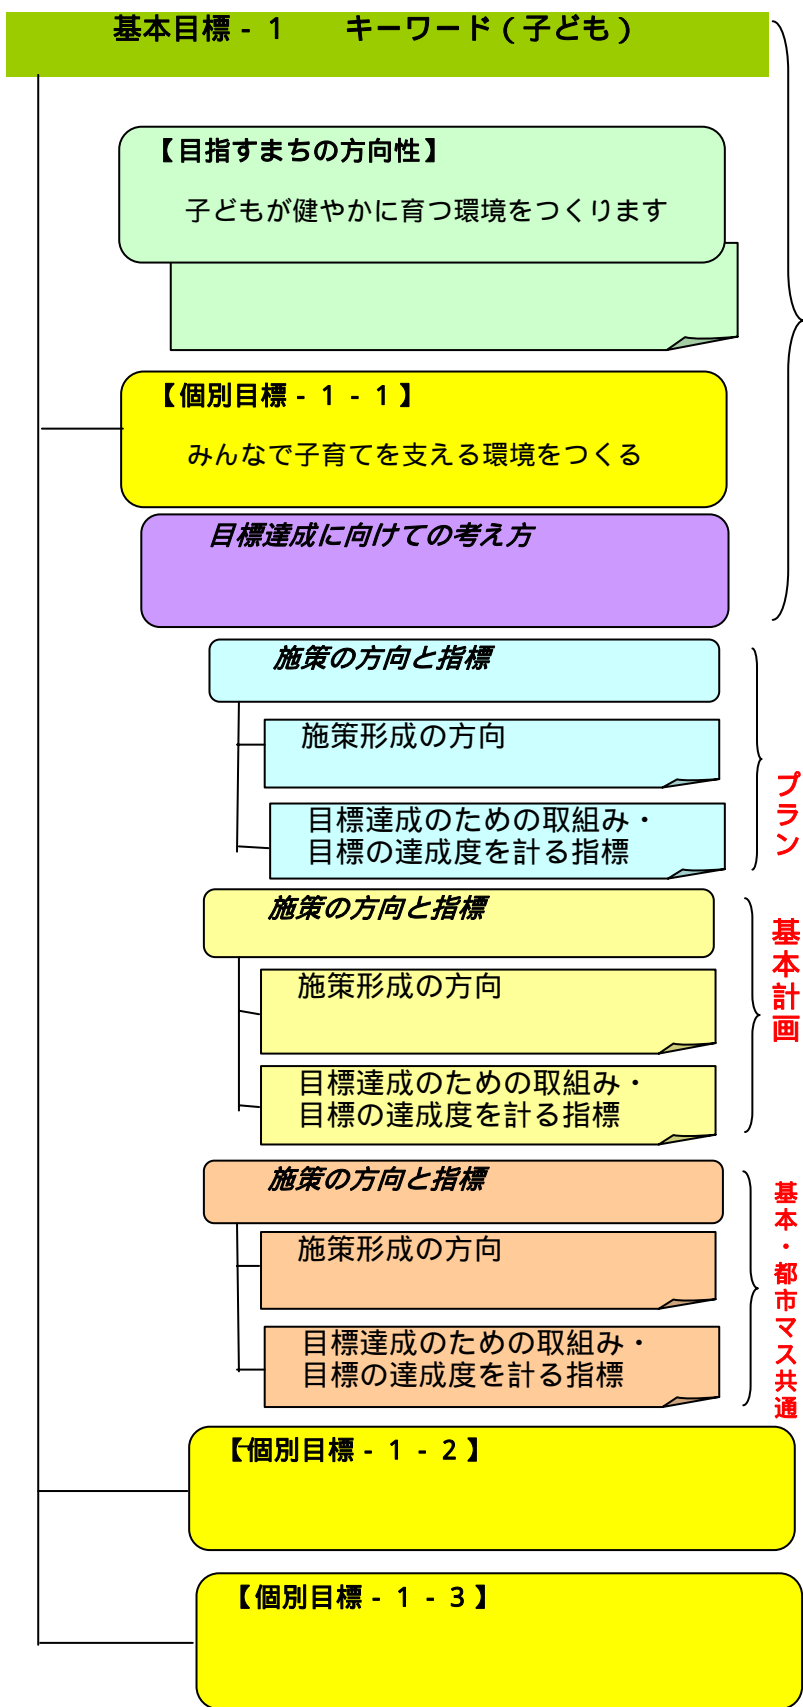 基本目標－１　　キーワード（子ども）
【目指すまちの方向性】
子どもが健やかに育つ環境をつくります
【個別目標－１－１】
みんなで子育てを支える環境をつくる
目標達成に向けての考え方
施策の方向と指標
施策形成の方向
目標達成のための取組み・
目標の達成度を計る指標
プラン
施策の方向と指標
施策形成の方向
目標達成のための取組み・
目標の達成度を計る指標
基本計画
施策の方向と指標
施策形成の方向
目標達成のための取組み・
目標の達成度を計る指標
基本・都市マス共通
【個別目標－１－２】
【個別目標－１－３】